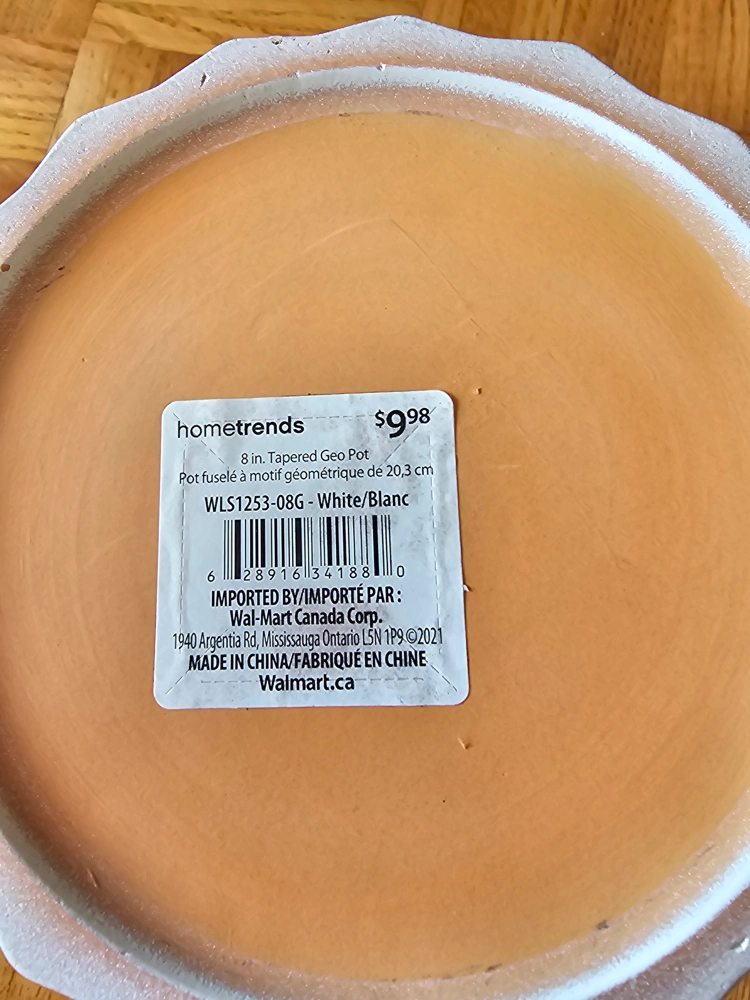 hometrends $9.98
8 in. Tapered Geo Pot
Pot fuselé à motif géométrique de 20,3 cm
WLS1253-08G - White/Blanc
6 28916 34188 0
IMPORTED BY/IMPORTÉ PAR :
Wal-Mart Canada Corp.
1940 Argentia Rd, Mississauga Ontario L5N 1P9 ©2021
MADE IN CHINA/FABRIQUÉ EN CHINE
Walmart.ca